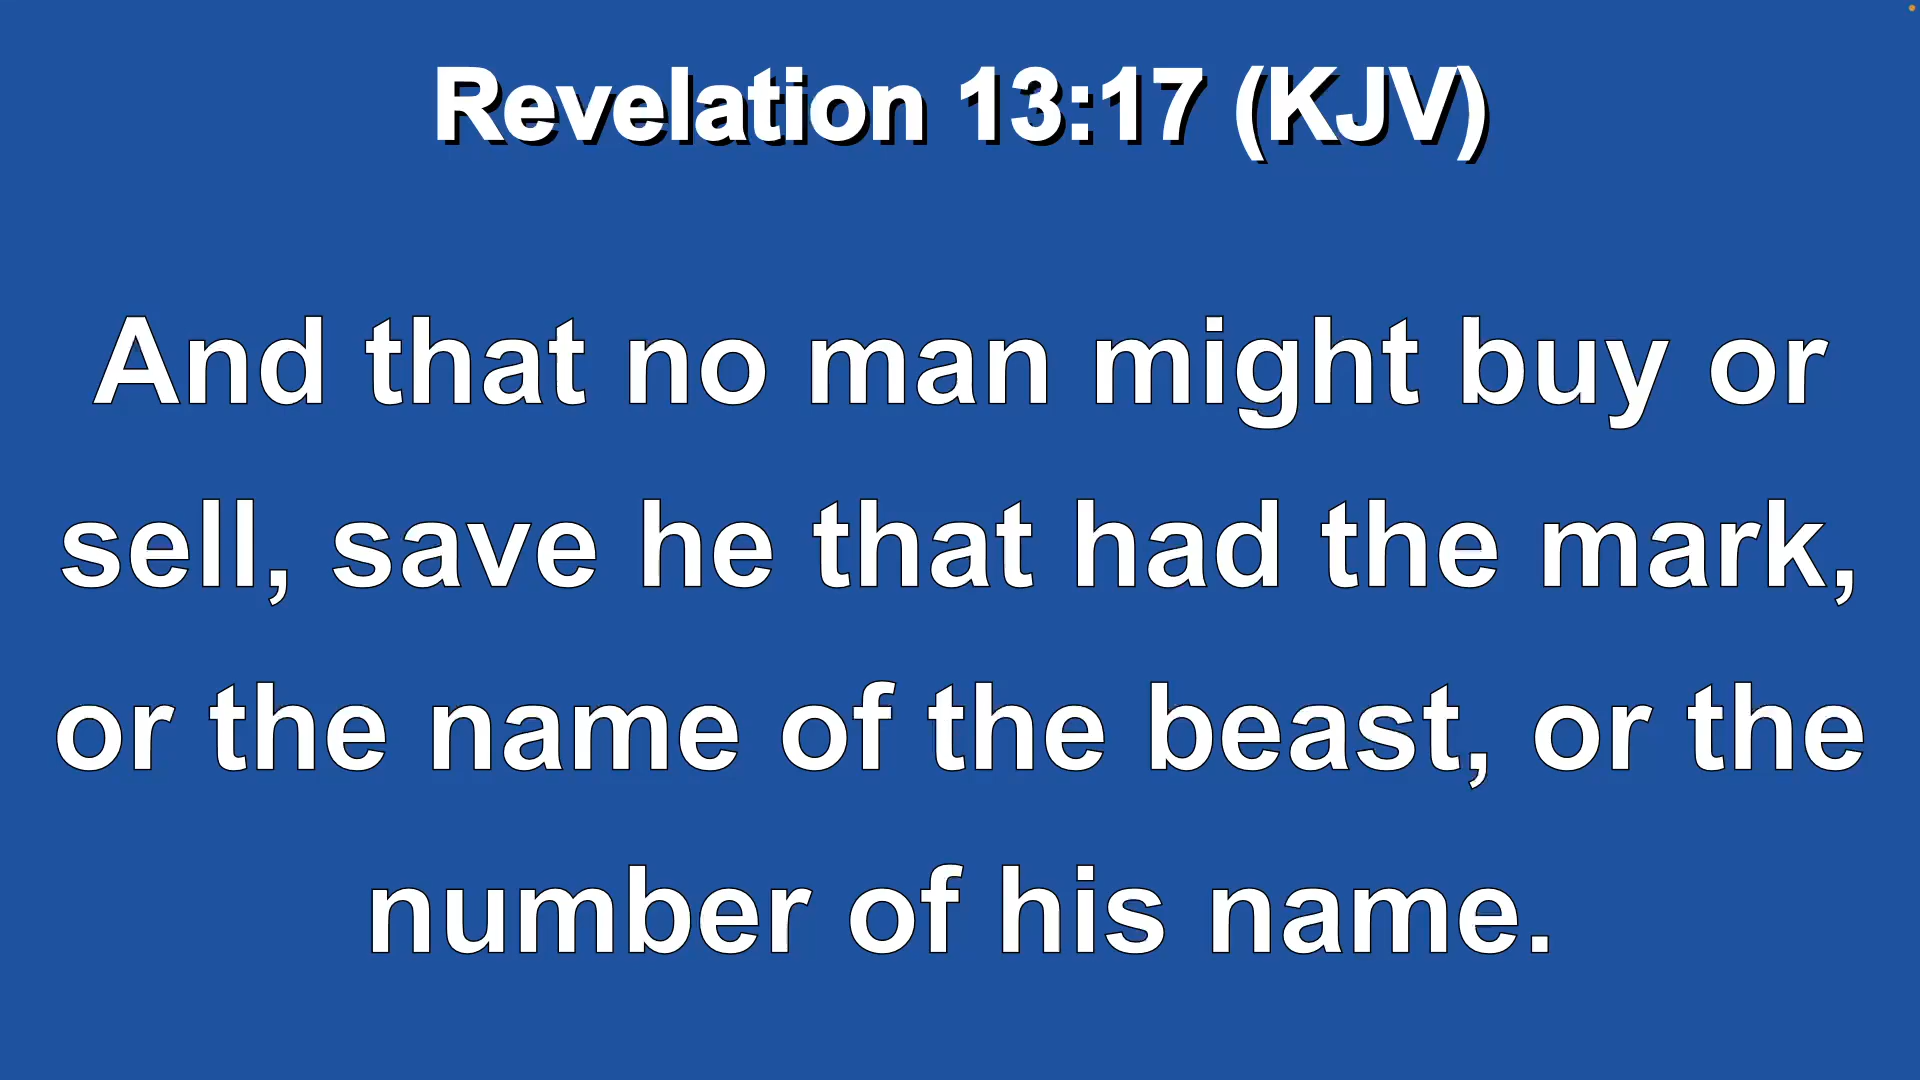 Revelation 13:17 (KJV)
And that no man might buy or
sell, save he that had the mark,
or the name of the beast, or the
number of his name.